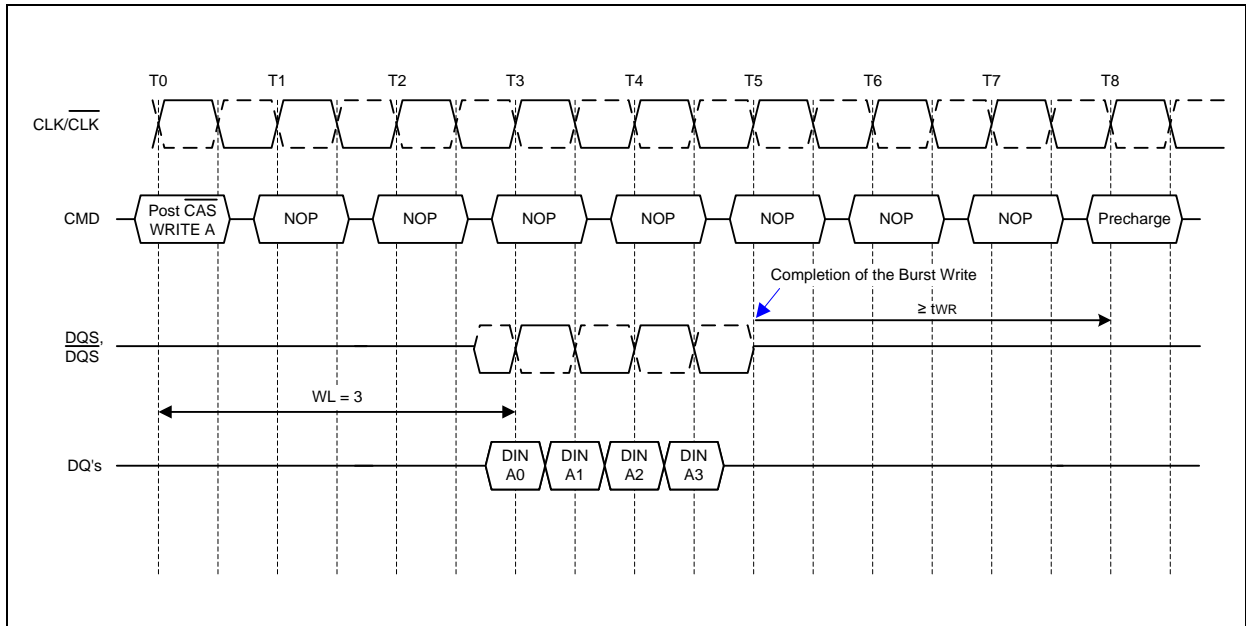 T0 T1 T2 T3 T4 T5 T6 T7 T8
CLK/CLK
CMD
Post CAS
WRITE A
NOP NOP NOP NOP NOP NOP NOP Precharge
Completion of the Burst Write
≥ tWR
DQS,
DQS
WL = 3
DQ's
DIN
A0
DIN
A1
DIN
A2
DIN
A3